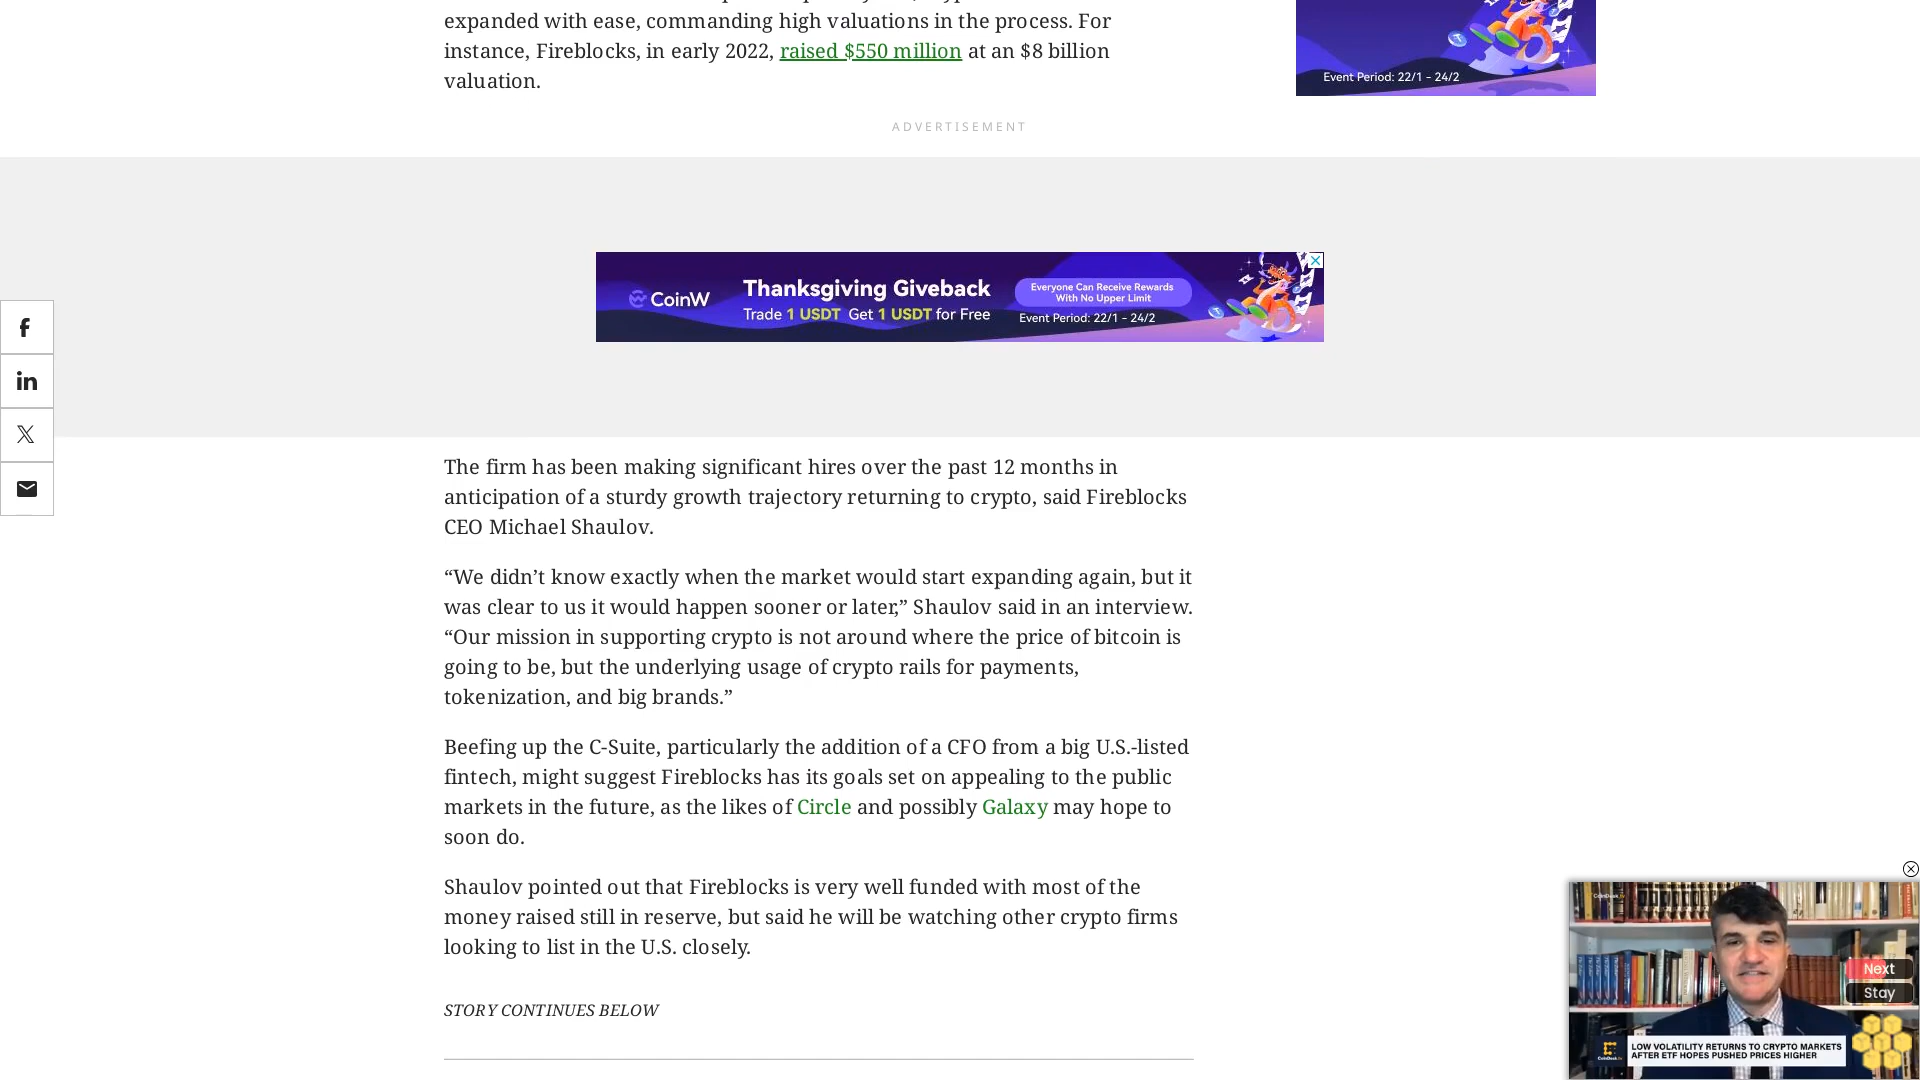 expanded with ease, commanding high valuations in the process. For
instance, Fireblocks, in early 2022, raised $550 million at an $8 billion
valuation.
Event Period: 22/1 - 24/2
ADVERTISEMENT
CoinW
Thanksgiving Giveback
Trade 1 USDT Get 1 USDT for Free
Everyone Can Receive Rewards
With No Upper Limit
Event Period: 22/1 - 24/2
The firm has been making significant hires over the past 12 months in
anticipation of a sturdy growth trajectory returning to crypto, said Fireblocks
CEO Michael Shaulov.
“We didn’t know exactly when the market would start expanding again, but it
was clear to us it would happen sooner or later,” Shaulov said in an interview.
“Our mission in supporting crypto is not around where the price of bitcoin is
going to be, but the underlying usage of crypto rails for payments,
tokenization, and big brands.”
Beefing up the C-Suite, particularly the addition of a CFO from a big U.S.-listed
fintech, might suggest Fireblocks has its goals set on appealing to the public
markets in the future, as the likes of Circle and possibly Galaxy may hope to
soon do.
Shaulov pointed out that Fireblocks is very well funded with most of the
money raised still in reserve, but said he will be watching other crypto firms
looking to list in the U.S. closely.
STORY CONTINUES BELOW
Next
Stay
LOW VOLATILITY RETURNS TO CRYPTO MARKETS
AFTER ETF HOPES PUSHED PRICES HIGHER